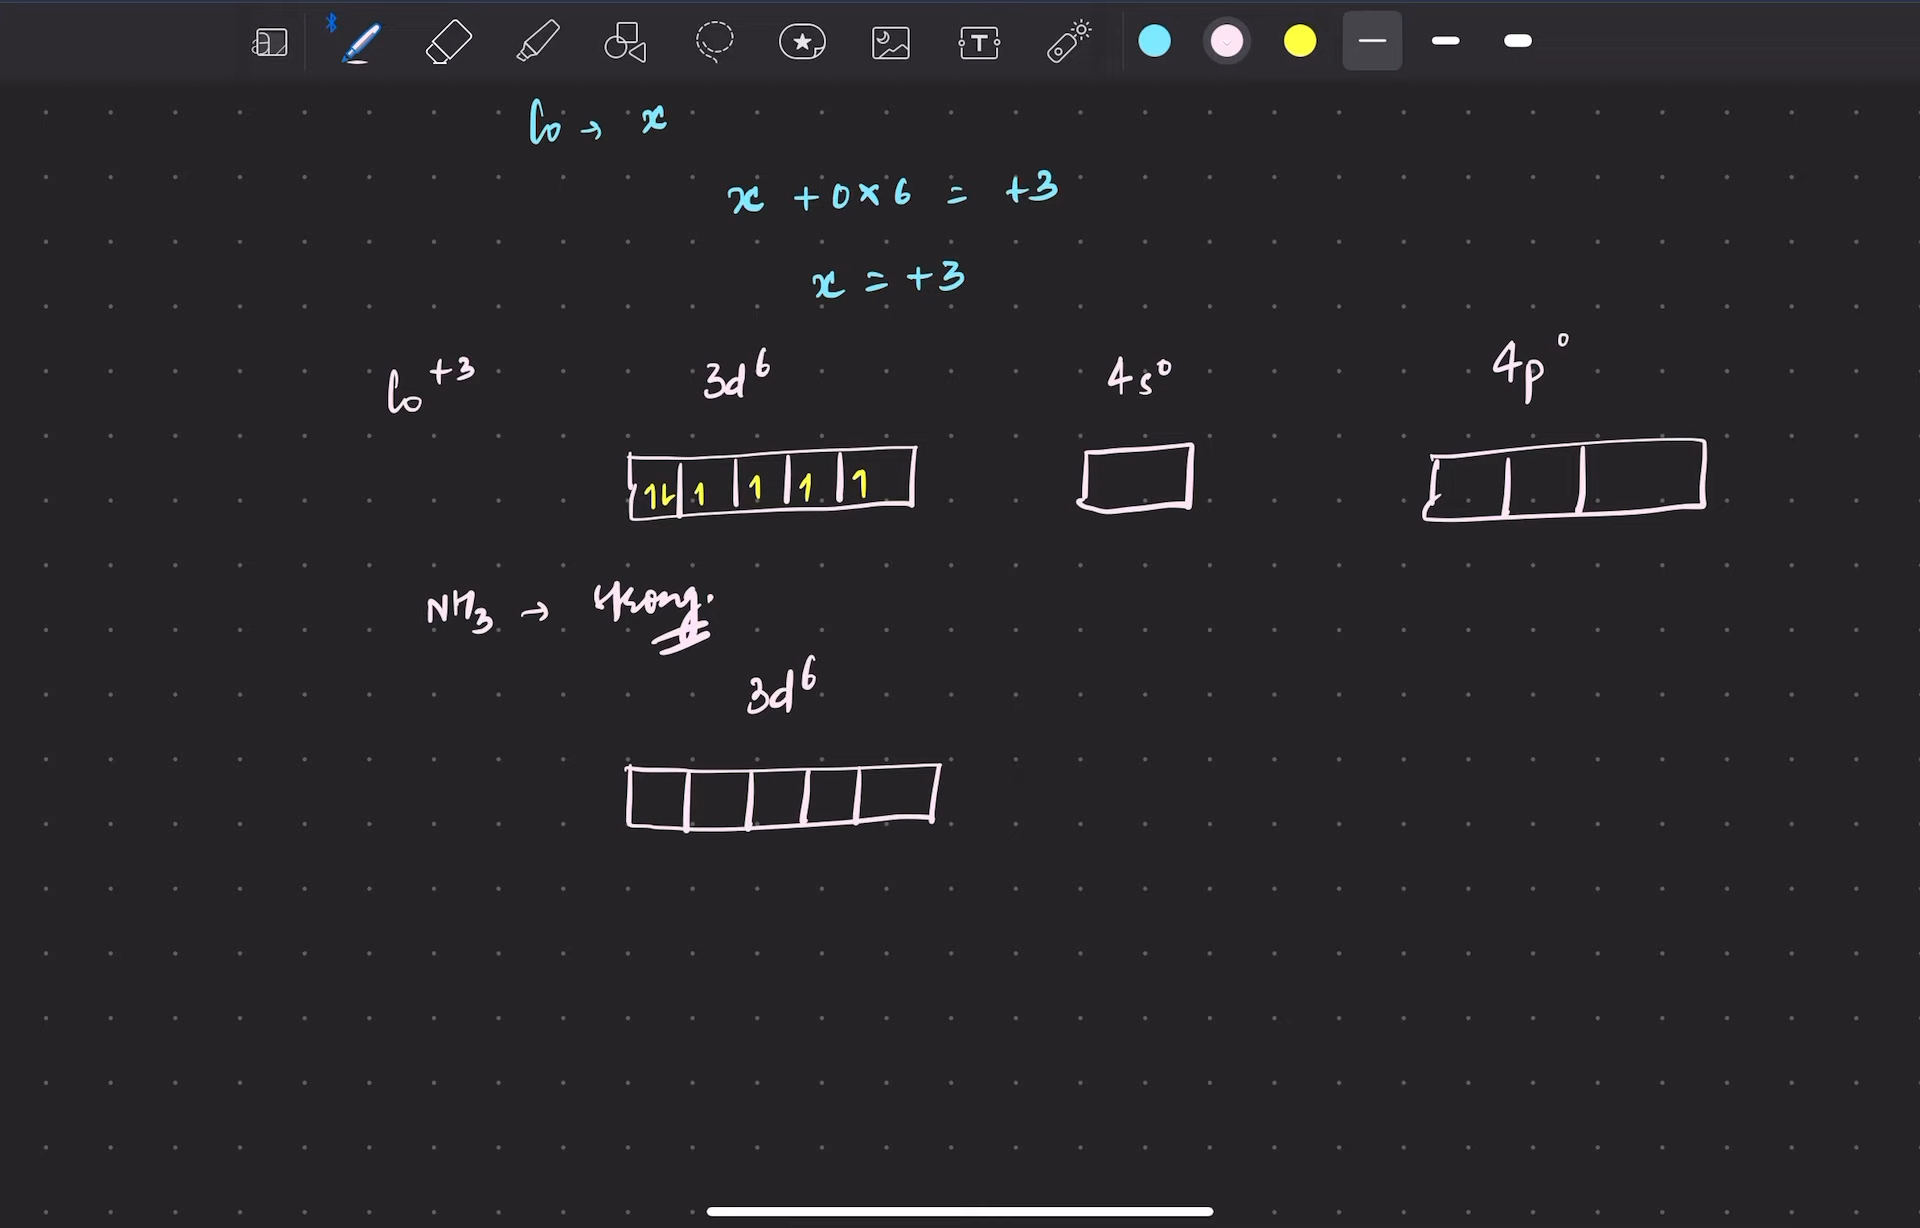 Co → x
x + 0 × 6 = +3
x = +3
Co⁺³ 3d⁶ 4s⁰ 4p⁰
1L 1 1 1 1
NH₃ → strong.
3d⁶